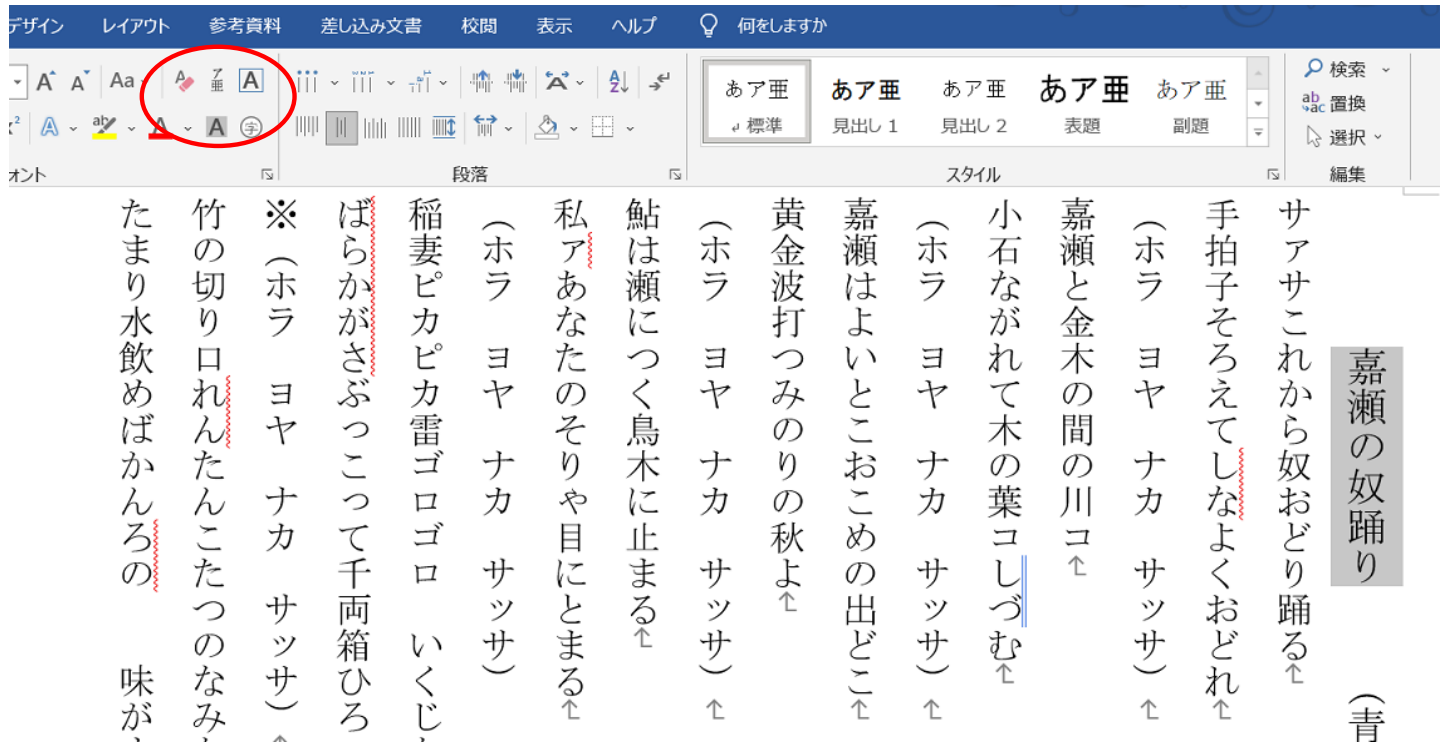 デザイン レイアウト 参考資料 差し込み文書 校閲 表示 ヘルプ 何をしますか
Aa
あア亜 あア亜 あア亜 あア亜 あア亜
標準 見出し 1 見出し 2 表題 副題
検索
置換
選択
フォント 段落 スタイル 編集
嘉瀬の奴踊り （青
サァサこれから奴おどり踊る
手拍子そろえてしなよくおどれ
（ホラ ヨヤ ナカ サッサ）
嘉瀬と金木の間の川コ
小石ながれて木の葉コしづむ
（ホラ ヨヤ ナカ サッサ）
嘉瀬はよいとこおこめの出どこ
黄金波打つみのりの秋よ
（ホラ ヨヤ ナカ サッサ）
鮎は瀬につく鳥木に止まる
私ァあなたのそりや目にとまる
（ホラ ヨヤ ナカ サッサ）
稲妻ピカピカ雷ゴロゴロ いくじ
ばらかがさぶっこって千両箱ひろ
※（ホラ ヨヤ ナカ サッサ）
竹の切り口れんたんこたつのなみ
たまり水飲めばかんろの 味が